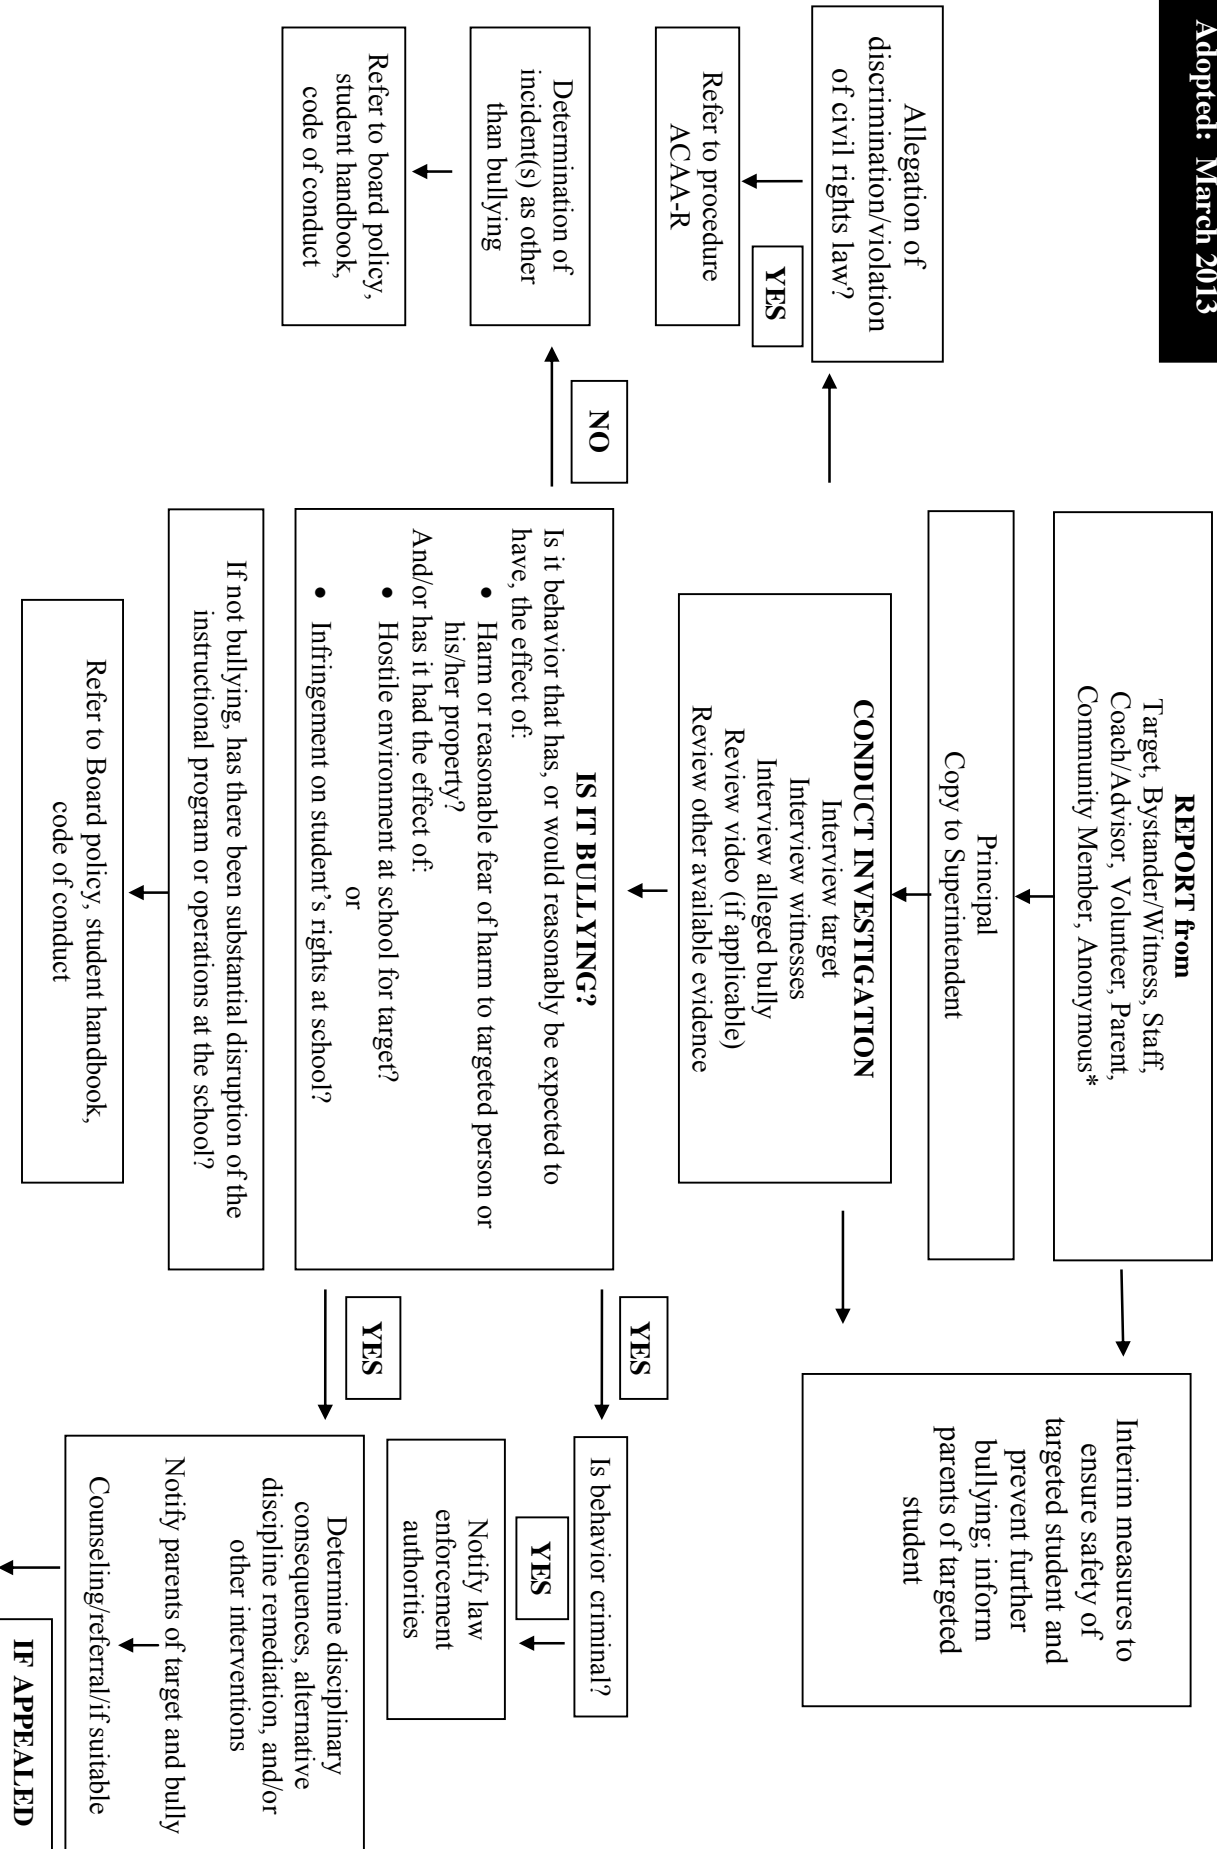 Adopted: March 2013
REPORT from
Target, Bystander/Witness, Staff,
Coach/Advisor, Volunteer, Parent,
Community Member, Anonymous*
Interim measures to
ensure safety of
targeted student and
prevent further
bullying; inform
parents of targeted
student
Principal
Copy to Superintendent
Allegation of
discrimination/violation
of civil rights law?
YES
Refer to procedure
ACAA-R
CONDUCT INVESTIGATION
Interview target
Interview witnesses
Interview alleged bully
Review video (if applicable)
Review other available evidence
NO
Determination of
incident(s) as other
than bullying
Refer to board policy,
student handbook,
code of conduct
IS IT BULLYING?
Is it behavior that has, or would reasonably be expected to
have, the effect of:
• Harm or reasonable fear of harm to targeted person or
his/her property?
And/or has it had the effect of:
• Hostile environment at school for target?
or
• Infringement on student's rights at school?
YES
Is behavior criminal?
YES
Notify law
enforcement
authorities
YES
Determine disciplinary
consequences, alternative
discipline remediation, and/or
other interventions
Notify parents of target and bully
Counseling/referral/if suitable
If not bullying, has there been substantial disruption of the
instructional program or operations at the school?
Refer to Board policy, student handbook,
code of conduct
IF APPEALED